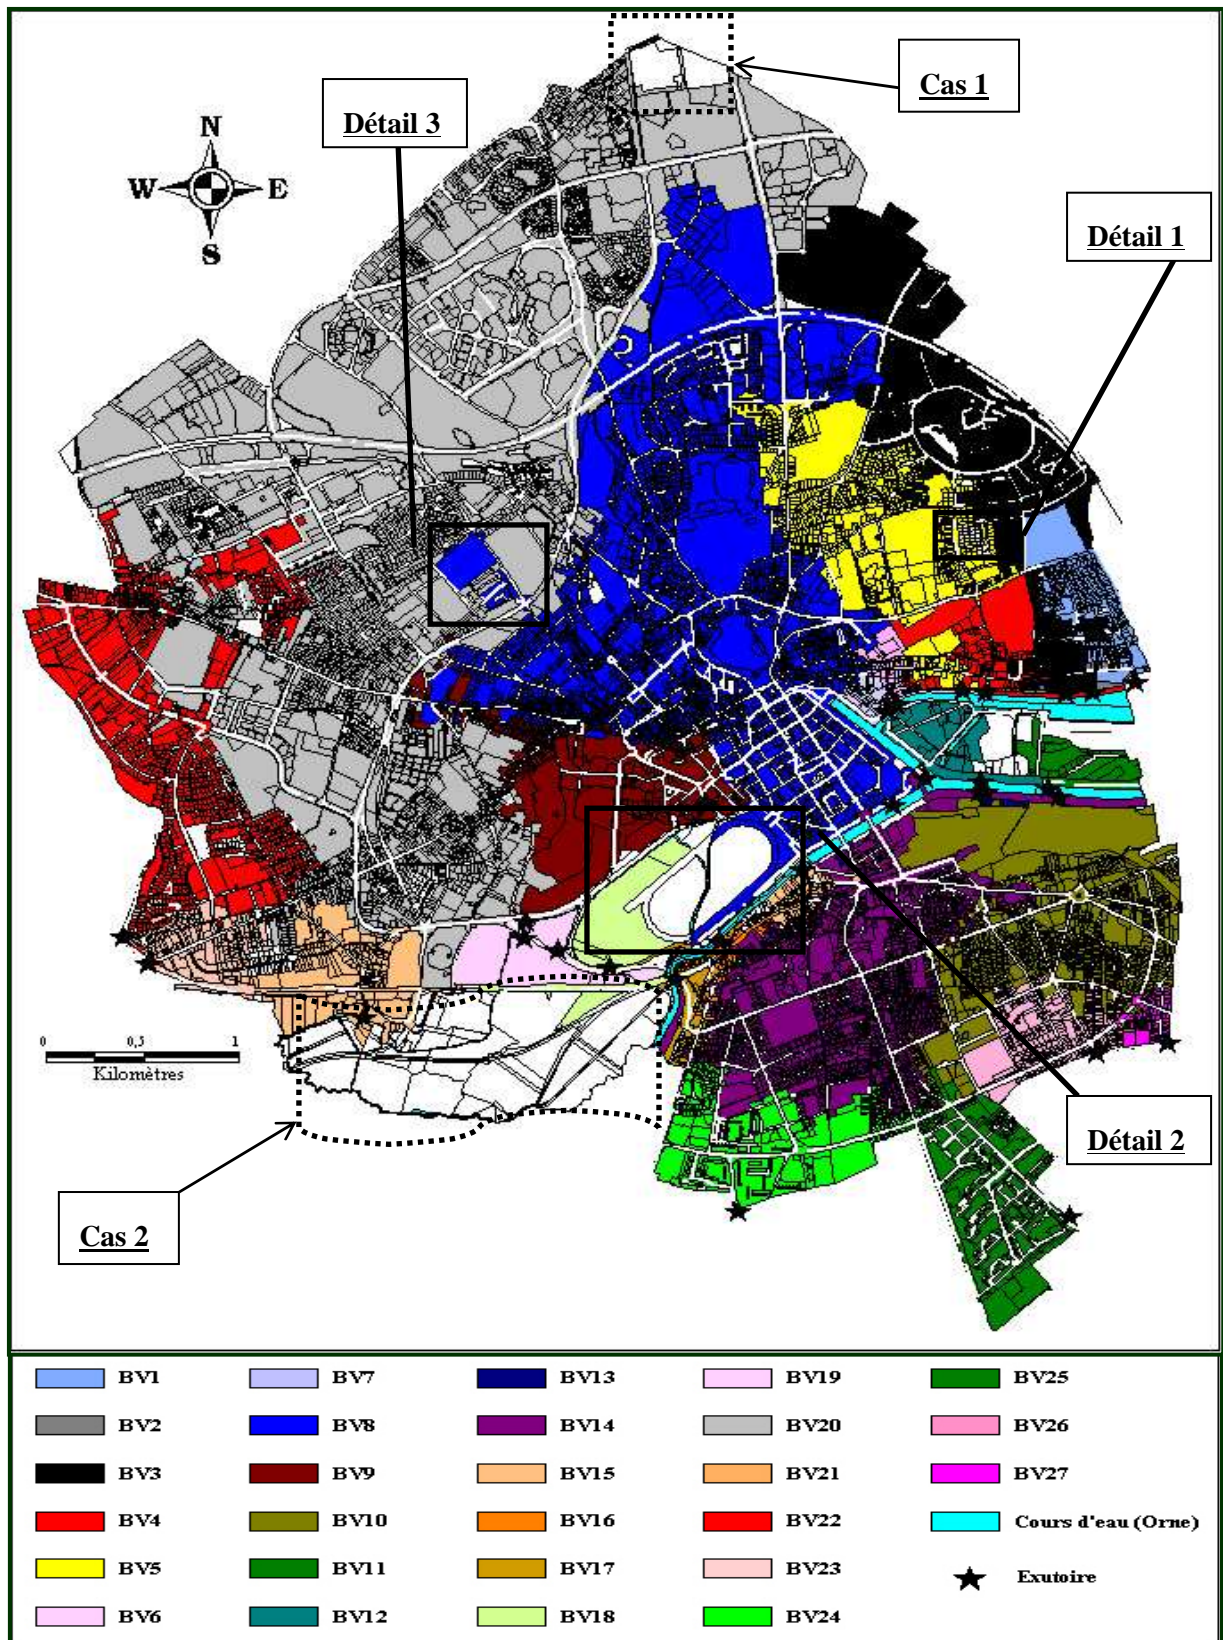 Cas 1
Détail 3
N
W E
S
Détail 1
0 0,5 1
Kilomètres
Détail 2
Cas 2
BV1 BV7 BV13 BV19 BV25
BV2 BV8 BV14 BV20 BV26
BV3 BV9 BV15 BV21 BV27
BV4 BV10 BV16 BV22 Cours d'eau (Orne)
BV5 BV11 BV17 BV23 Exutoire
BV6 BV12 BV18 BV24